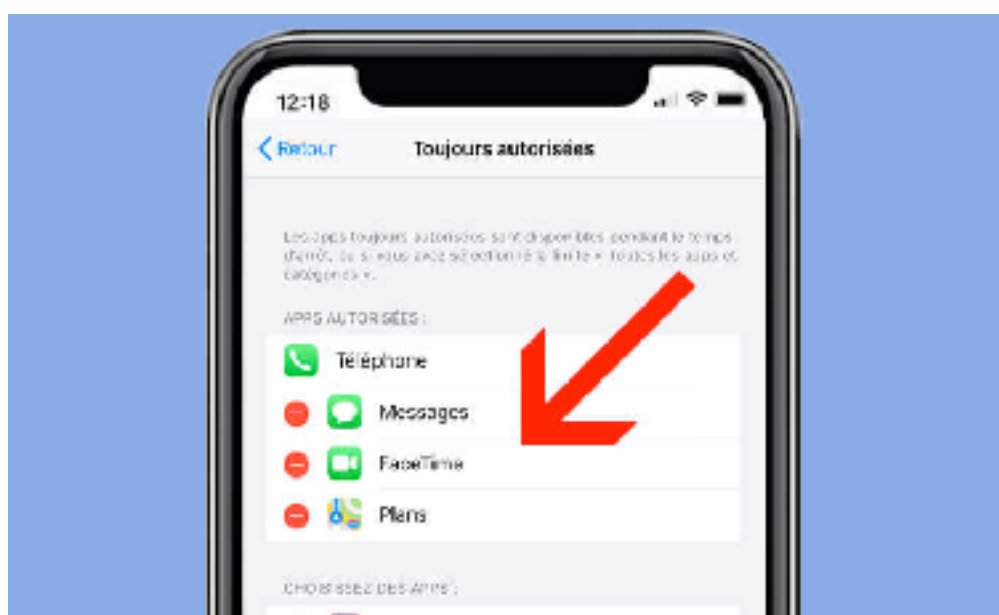 12:18
Retour
Toujours autorisées
Les apps toujours autorisées sont disponibles pendant le temps
d'arrêt, ou si vous avez sélectionné la limite « Toutes les apps et
catégories ».
APPS AUTORISÉES :
Téléphone
Messages
FaceTime
Plans
CHOISISSEZ DES APPS :